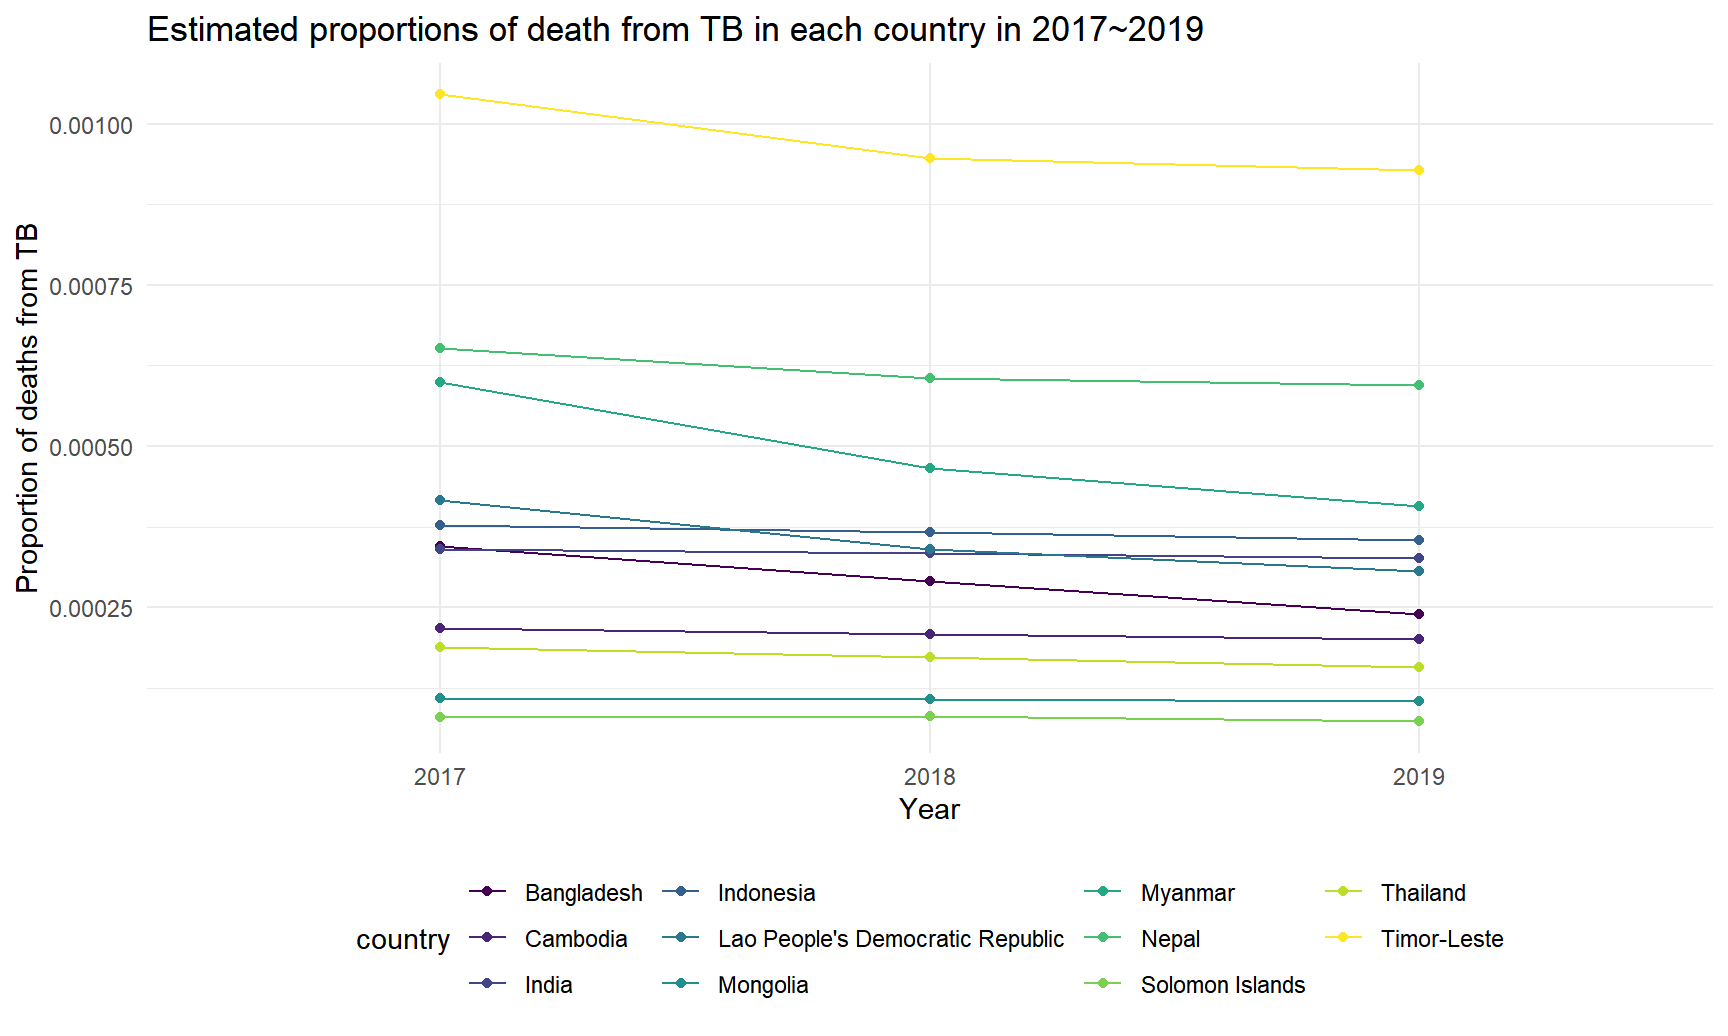 Estimated proportions of death from TB in each country in 2017~2019
Proportion of deaths from TB
0.00100
0.00075
0.00050
0.00025
2017 2018 2019
Year
country
Bangladesh Indonesia Myanmar Thailand
Cambodia Lao People's Democratic Republic Nepal Timor-Leste
India Mongolia Solomon Islands